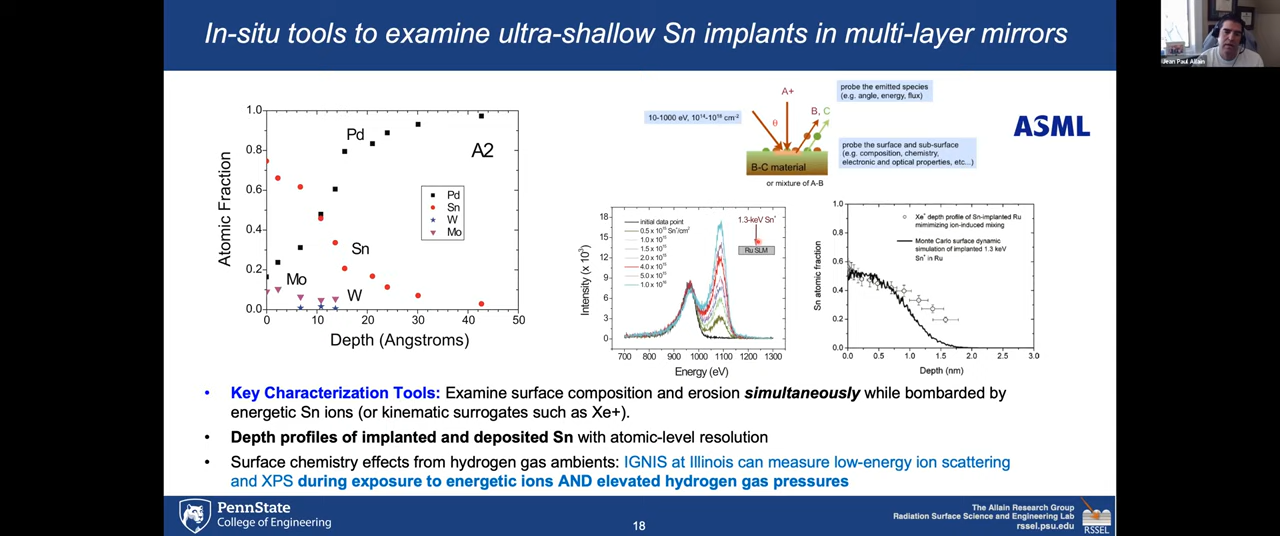 In-situ tools to examine ultra-shallow Sn implants in multi-layer mirrors
Jean Paul Allain
1.0
0.8
0.6
0.4
0.2
0.0
0
10
20
30
40
50
Atomic Fraction
Depth (Angstroms)
Pd
A2
Pd
Sn
W
Mo
Sn
Mo
W
A+
θ
B, C
10-1000 eV, 10¹⁴-10¹⁸ cm⁻²
probe the emitted species
(e.g. angle, energy, flux)
probe the surface and sub-surface
(e.g. composition, chemistry,
electronic and optical properties, etc...)
B-C material
or mixture of A-B
ASML
18
15
12
9
6
3
0
700
800
900
1000
1100
1200
1300
Intensity (x 10³)
Energy (eV)
initial data point
1.3-keV Sn⁺
Ru SLM
1.0
0.8
0.6
0.4
0.2
0.0
0.0
0.5
1.0
1.5
2.0
2.5
3.0
Sn atomic fraction
Depth (nm)
Xe⁺ depth profile of Sn-implanted Ru
mimimizing ion-induced mixing
Monte Carlo surface dynamic
simulation of implanted 1.3 keV
Sn⁺ in Ru
• Key Characterization Tools: Examine surface composition and erosion simultaneously while bombarded by
energetic Sn ions (or kinematic surrogates such as Xe+).
• Depth profiles of implanted and deposited Sn with atomic-level resolution
• Surface chemistry effects from hydrogen gas ambients: IGNIS at Illinois can measure low-energy ion scattering
and XPS during exposure to energetic ions AND elevated hydrogen gas pressures
PennState
College of Engineering
18
The Allain Research Group
Radiation Surface Science and Engineering Lab
rssel.psu.edu
RSSEL